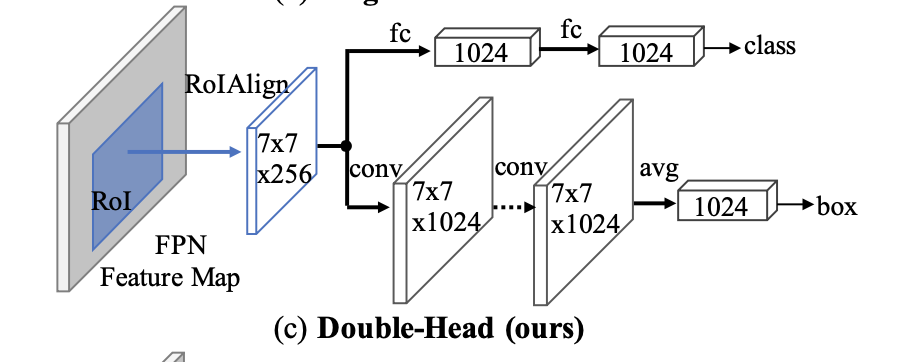 fc
fc
1024
1024
class
RoIAlign
7x7
x256
conv
conv
avg
7x7
x1024
7x7
x1024
1024
box
RoI
FPN
Feature Map
(c) Double-Head (ours)